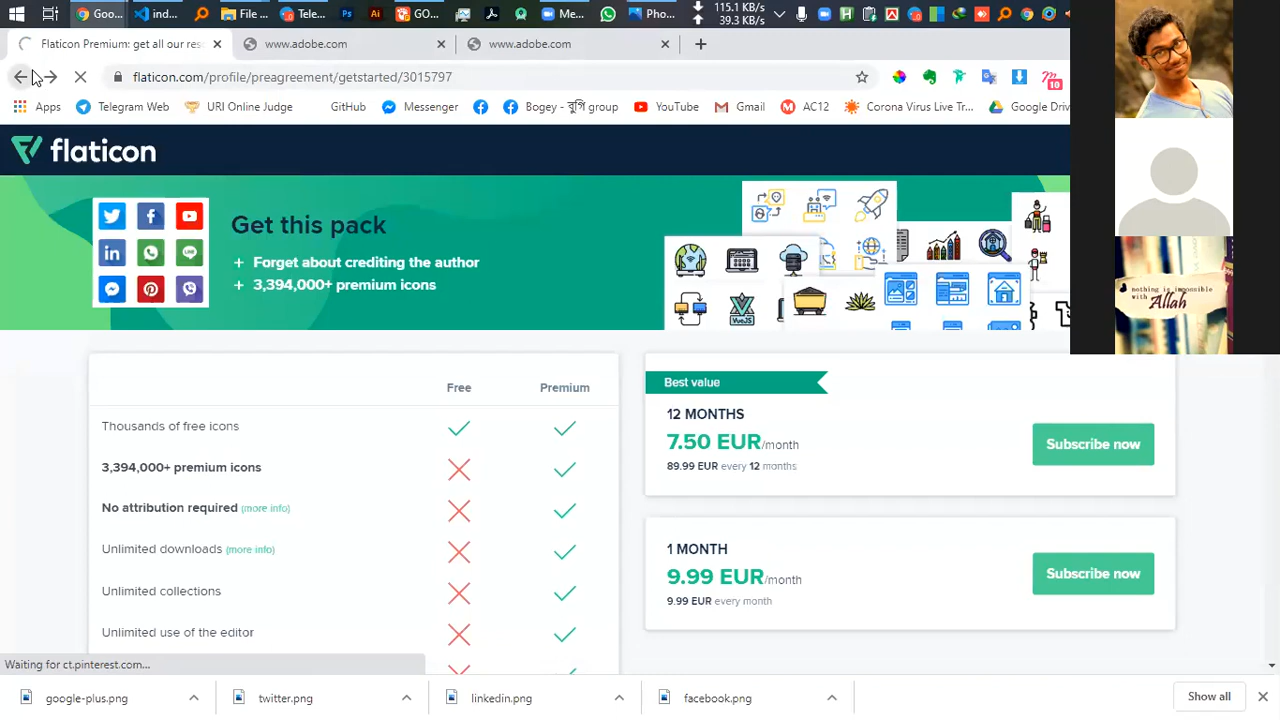 Goo...
ind...
File ...
Tele...
Ps
Ai
GO...
Me...
Pho...
115.1 K/s
39.3 K/s
Flaticon Premium: get all our res
www.adobe.com
www.adobe.com
flaticon.com/profile/preagreement/getstarted/3015797
10
Apps
Telegram Web
URI Online Judge
GitHub
Messenger
Bogey - বুগি group
YouTube
Gmail
AC12
Corona Virus Live Tr...
Google Driv
flaticon
Get this pack
+ Forget about crediting the author
+ 3,394,000+ premium icons
VUEJS
nothing is impossible
with Allah
Free
Premium
Thousands of free icons
3,394,000+ premium icons
No attribution required (more info)
Unlimited downloads (more info)
Unlimited collections
Unlimited use of the editor
Best value
12 MONTHS
7.50 EUR/month
89.99 EUR every 12 months
Subscribe now
1 MONTH
9.99 EUR/month
9.99 EUR every month
Subscribe now
Waiting for ct.pinterest.com...
google-plus.png
twitter.png
linkedin.png
facebook.png
Show all